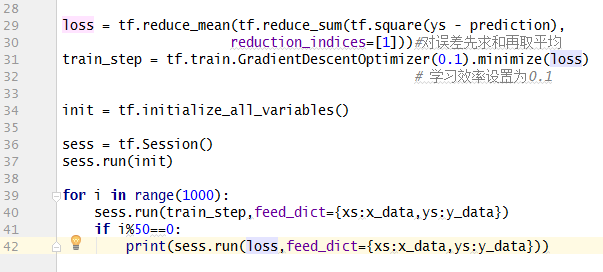 28
29 loss = tf.reduce_mean(tf.reduce_sum(tf.square(ys - prediction),
30 reduction_indices=[1]))#对误差先求和再取平均
31 train_step = tf.train.GradientDescentOptimizer(0.1).minimize(loss)
32 # 学习效率设置为0.1
33
34 init = tf.initialize_all_variables()
35
36 sess = tf.Session()
37 sess.run(init)
38
39 for i in range(1000):
40 sess.run(train_step,feed_dict={xs:x_data,ys:y_data})
41 if i%50==0:
42 print(sess.run(loss,feed_dict={xs:x_data,ys:y_data}))